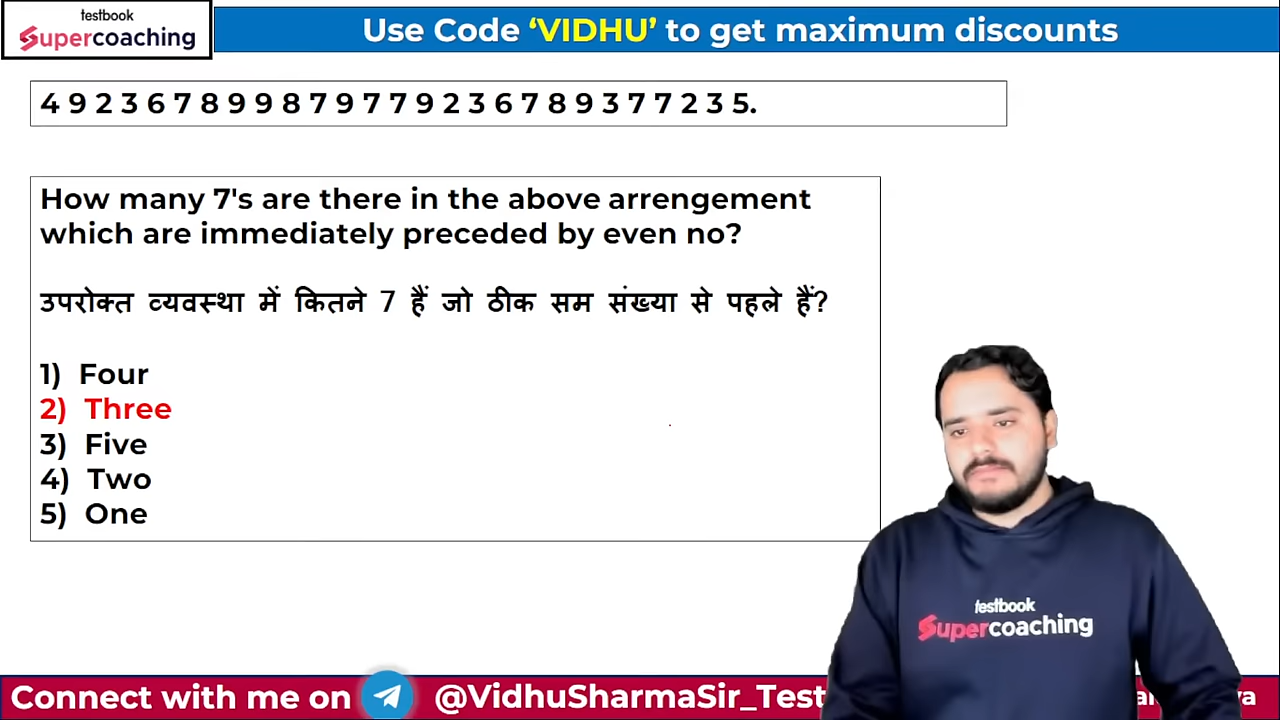 testbook
Supercoaching
Use Code ‘VIDHU’ to get maximum discounts
4 9 2 3 6 7 8 9 9 8 7 9 7 7 9 2 3 6 7 8 9 3 7 7 2 3 5.
How many 7's are there in the above arrengement
which are immediately preceded by even no?
उपरोक्त व्यवस्था में कितने 7 हैं जो ठीक सम संख्या से पहले हैं?
1) Four
2) Three
3) Five
4) Two
5) One
testbook
Supercoaching
Connect with me on @VidhuSharmaSir_Test